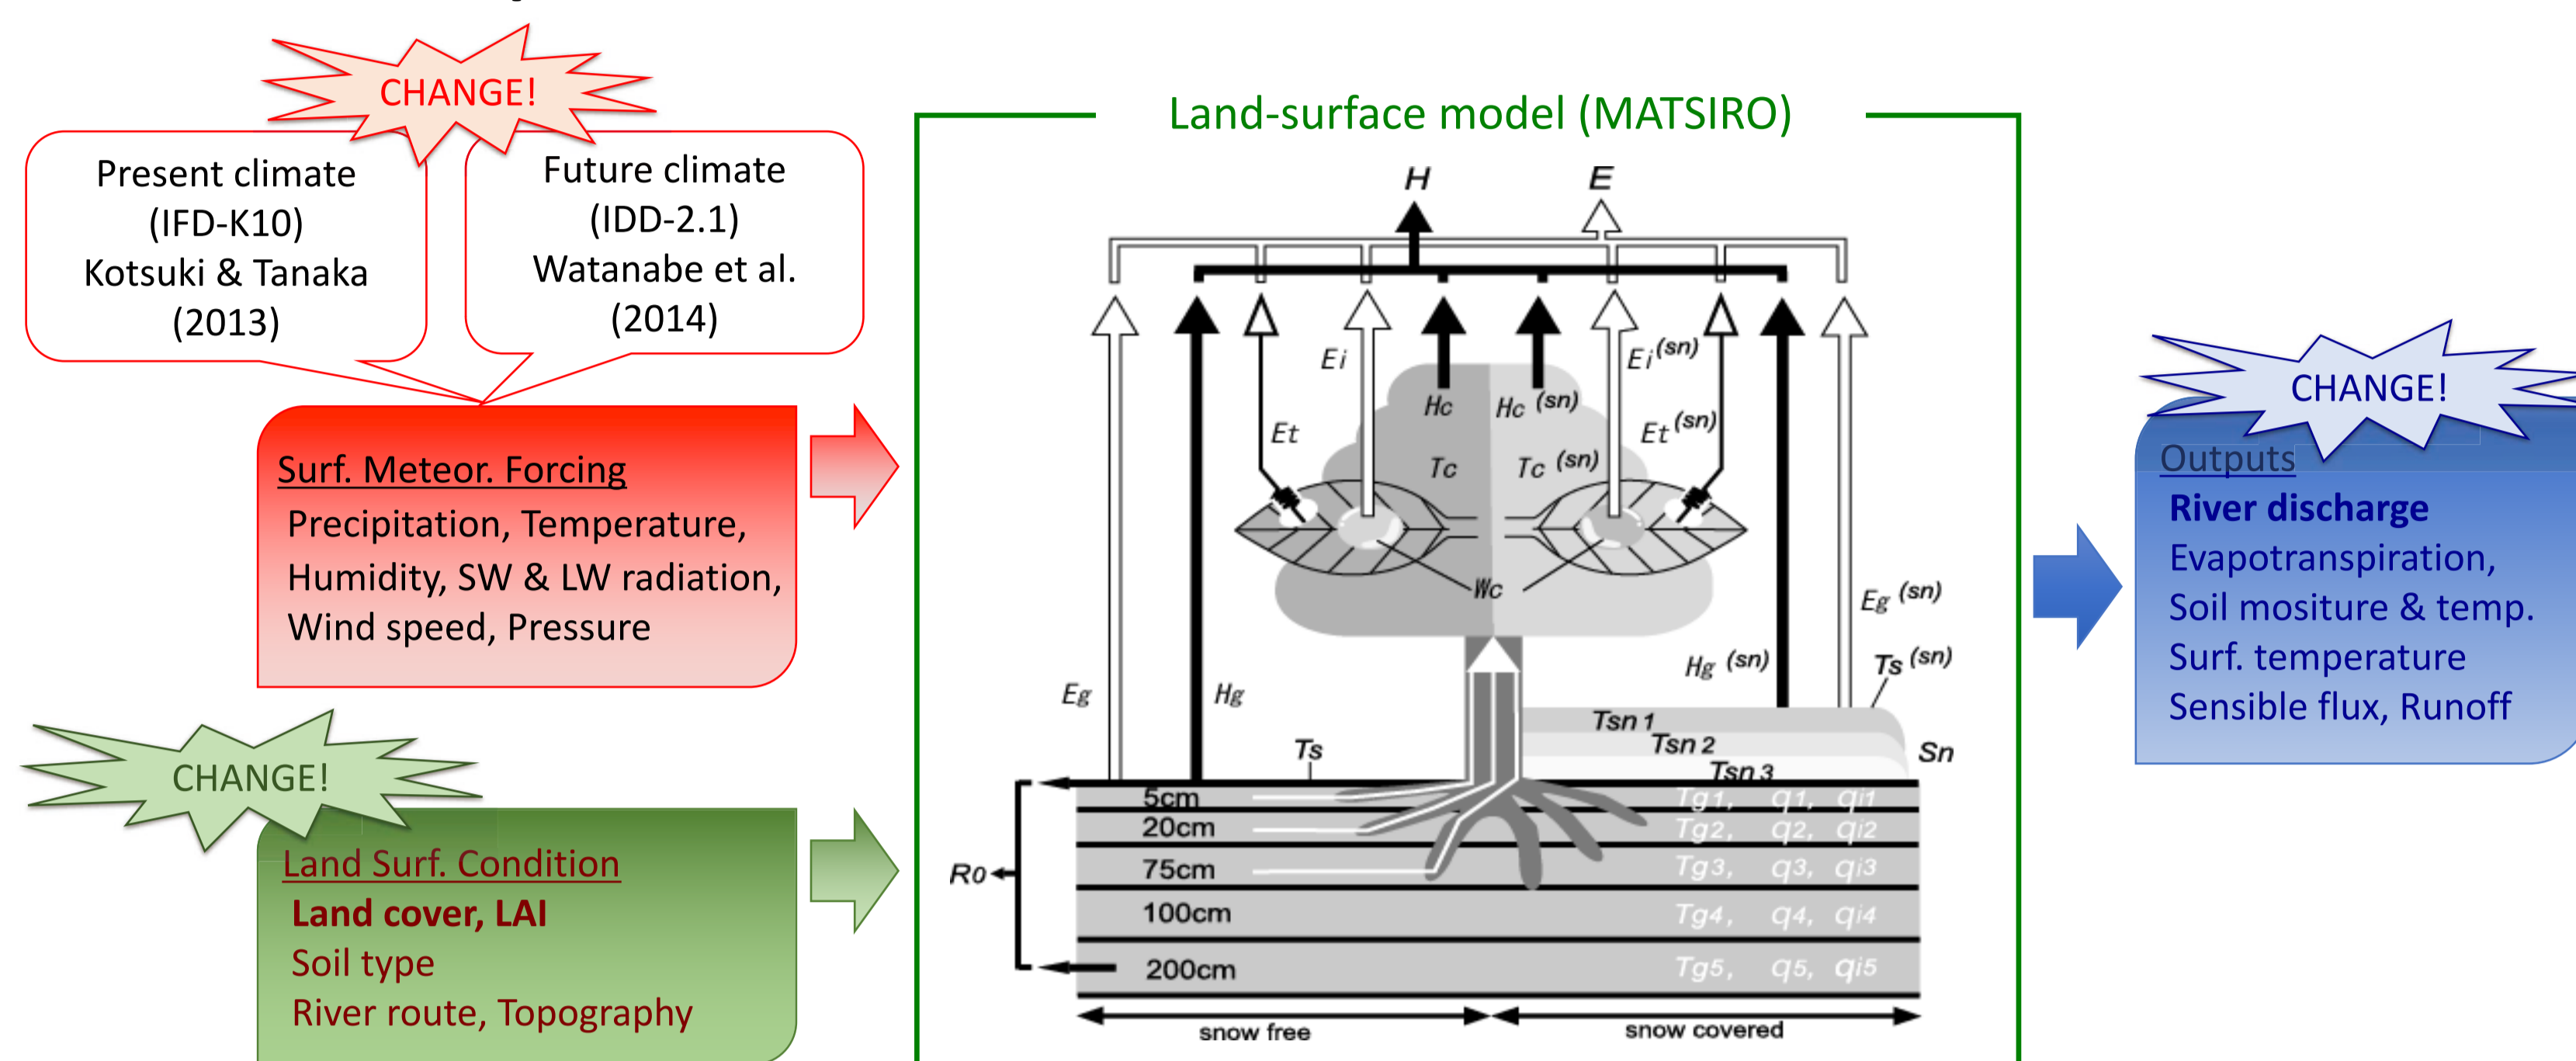 CHANGE!
Present climate
(IFD-K10)
Kotsuki & Tanaka
(2013)
Future climate
(IDD-2.1)
Watanabe et al.
(2014)
Surf. Meteor. Forcing
Precipitation, Temperature,
Humidity, SW & LW radiation,
Wind speed, Pressure
CHANGE!
Land Surf. Condition
Land cover, LAI
Soil type
River route, Topography
Land-surface model (MATSIRO)
H E
Ei Ei (sn)
Hc Hc (sn)
Et Et (sn)
Tc Tc (sn)
Wc
Eg (sn)
Hg (sn) Ts (sn)
Eg Hg
Ts
Tsn 1
Tsn 2
Tsn 3
Sn
5cm Tg1, q1, qi1
20cm Tg2, q2, qi2
75cm Tg3, q3, qi3
Ro
100cm Tg4, q4, qi4
200cm Tg5, q5, qi5
snow free snow covered
CHANGE!
Outputs
River discharge
Evapotranspiration,
Soil mositure & temp.
Surf. temperature
Sensible flux, Runoff